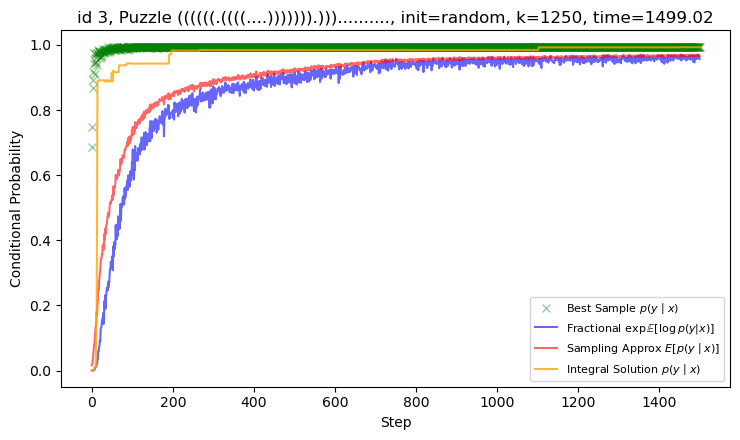 id 3, Puzzle ((((((.((((....))))))).))).........., init=random, k=1250, time=1499.02
Conditional Probability
1.0
0.8
0.6
0.4
0.2
0.0
0
200
400
600
800
1000
1200
1400
Step
Best Sample p(y | x)
Fractional exp𝔼[log p(y|x)]
Sampling Approx E[p(y | x)]
Integral Solution p(y | x)